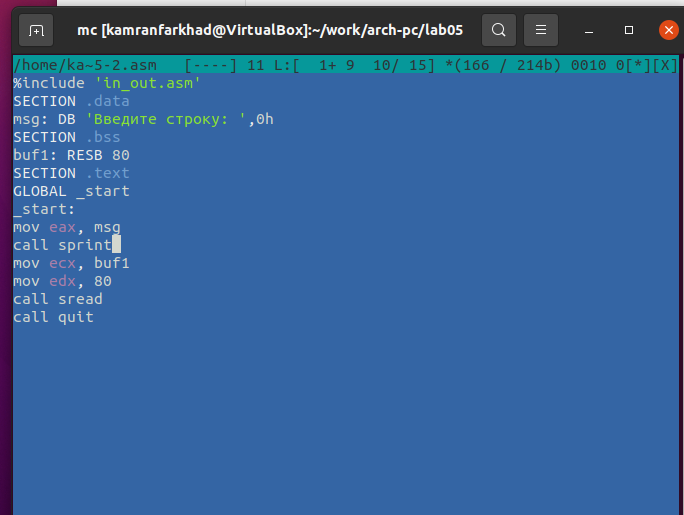 mc [kamranfarkhad@VirtualBox]:~/work/arch-pc/lab05
/home/ka~5-2.asm   [----] 11 L:[  1+ 9  10/ 15] *(166 / 214b) 0010 0[*][X]
%include 'in_out.asm'
SECTION .data
msg: DB 'Введите строку: ',0h
SECTION .bss
buf1: RESB 80
SECTION .text
GLOBAL _start
_start:
mov eax, msg
call sprint
mov ecx, buf1
mov edx, 80
call sread
call quit